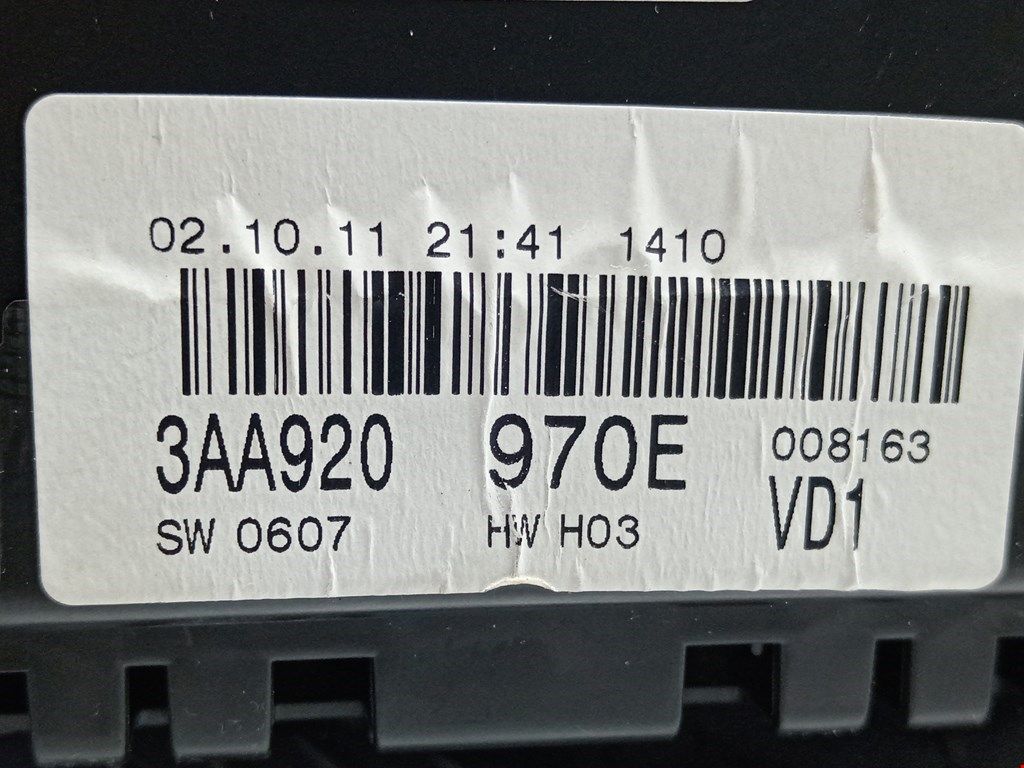 02.10.11 21:41 1410
3AA920 970E 008163
SW 0607 HW H03 VD1